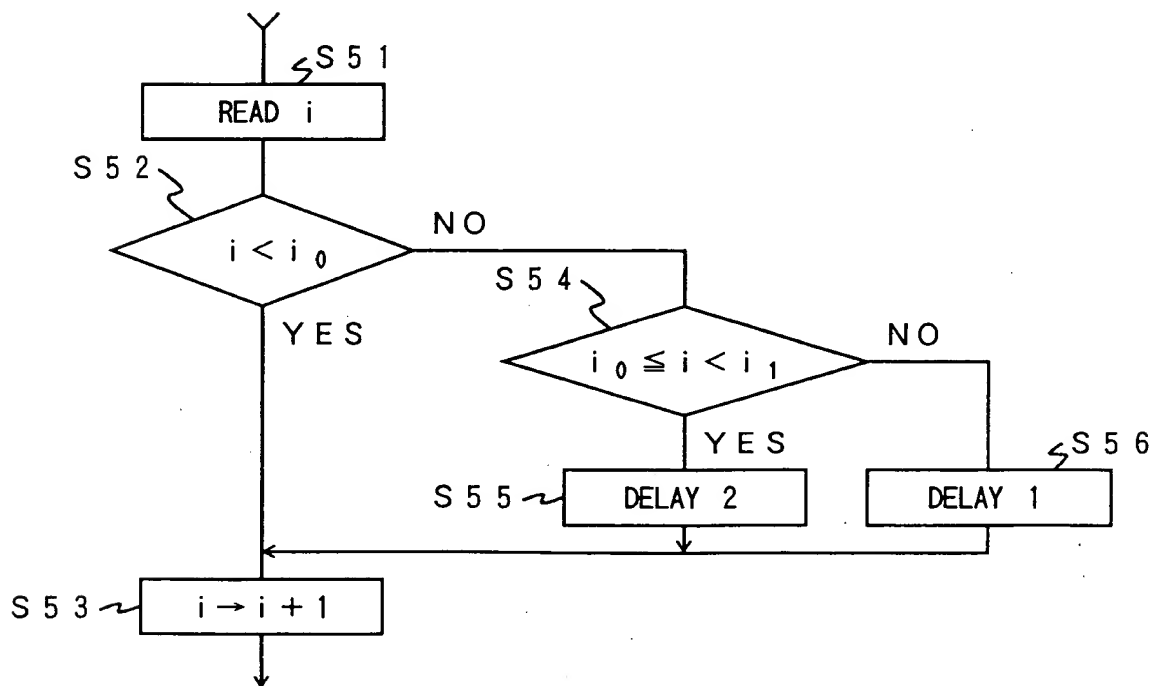 S51
READ i
S52
i < i₀
NO
YES
S54
i₀ ≦ i < i₁
NO
YES
S56
S55
DELAY 2
DELAY 1
S53
i → i + 1